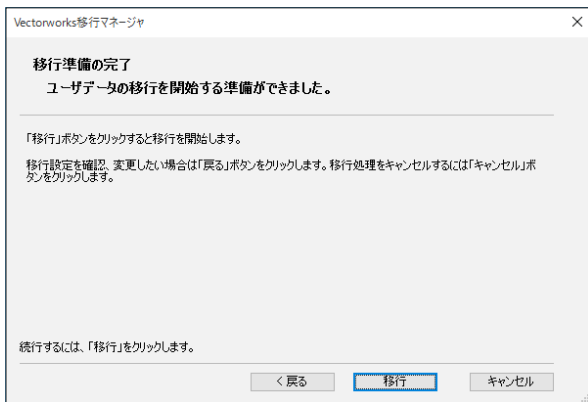 Vectorworks移行マネージャ
移行準備の完了
ユーザデータの移行を開始する準備ができました。
「移行」ボタンをクリックすると移行を開始します。
移行設定を確認、変更したい場合は「戻る」ボタンをクリックします。移行処理をキャンセルするには「キャンセル」ボ
タンをクリックします。
続行するには、「移行」をクリックします。
< 戻る 移行 キャンセル